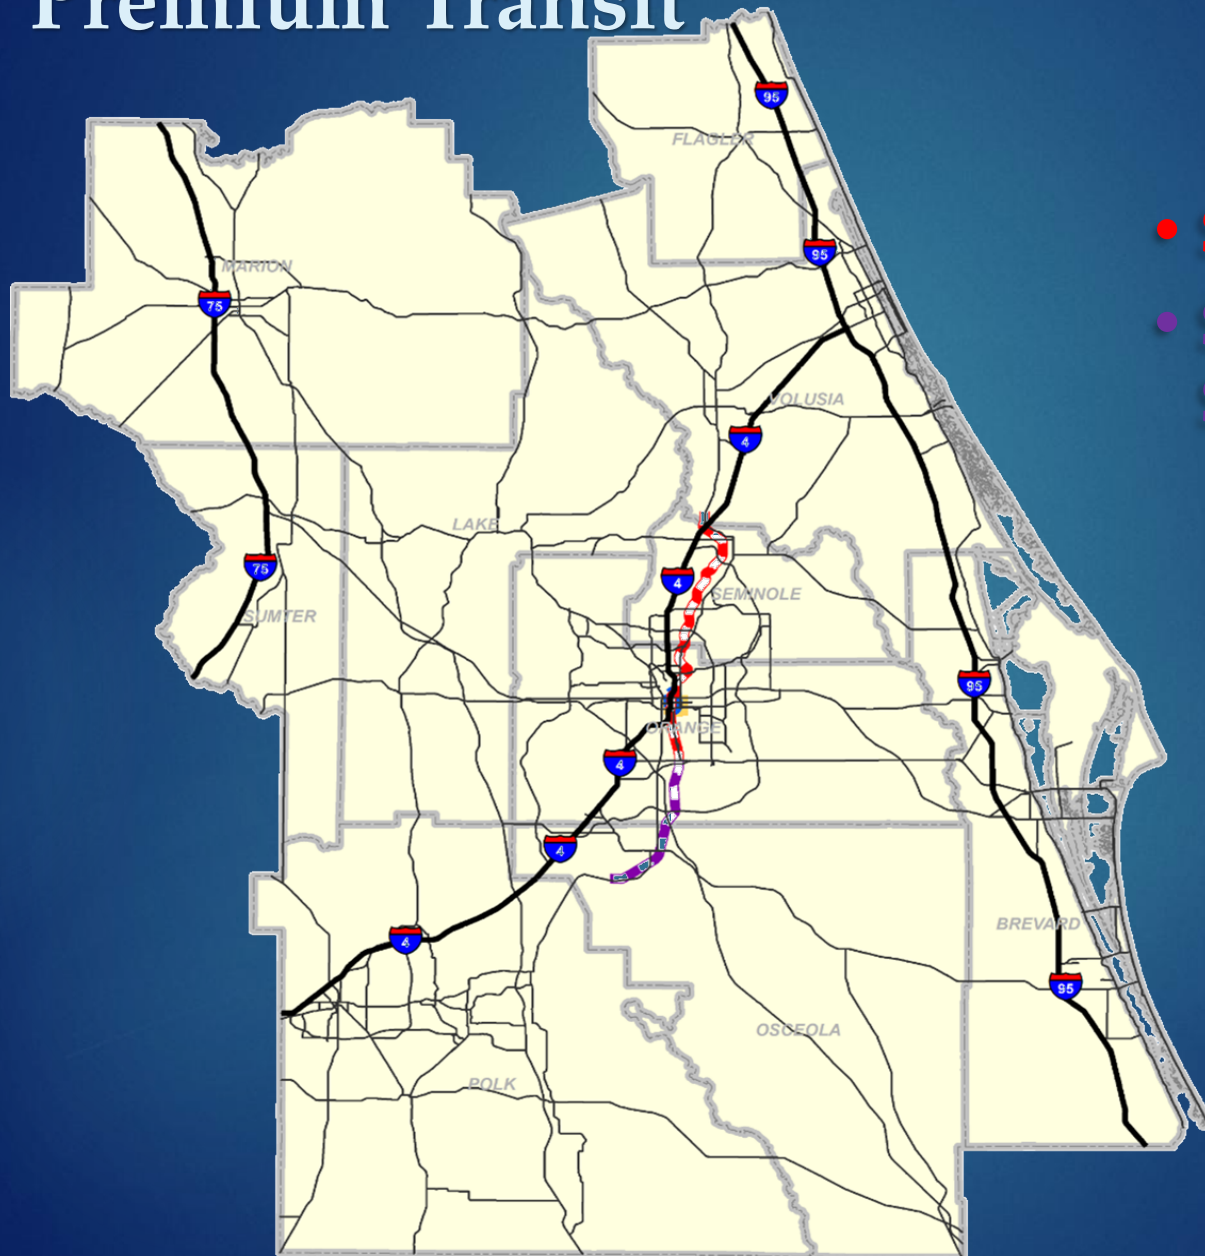 Premium Transit
95
FLAGLER
95
MARION
75
VOLUSIA
4
LAKE
75
4
SEMINOLE
SUMTER
95
ORANGE
4
4
BREVARD
4
95
OSCEOLA
POLK